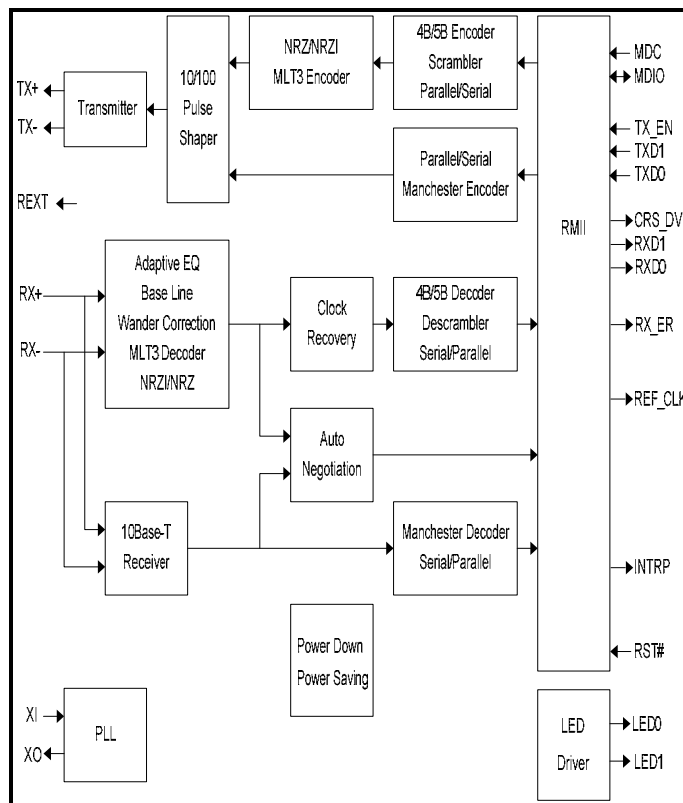 NRZ/NRZI
MLT3 Encoder
4B/5B Encoder
Scrambler
Parallel/Serial
10/100
Pulse
Shaper
Transmitter
TX+
TX-
REXT
Parallel/Serial
Manchester Encoder
RMII
MDC
MDIO
TX_EN
TXD1
TXD0
CRS_DV
RXD1
RXD0
RX_ER
REF_CLK
INTRP
RST#
RX+
RX-
Adaptive EQ
Base Line
Wander Correction
MLT3 Decoder
NRZI/NRZ
Clock
Recovery
4B/5B Decoder
Descrambler
Serial/Parallel
Auto
Negotiation
10Base-T
Receiver
Manchester Decoder
Serial/Parallel
Power Down
Power Saving
XI
XO
PLL
LED
Driver
LED0
LED1